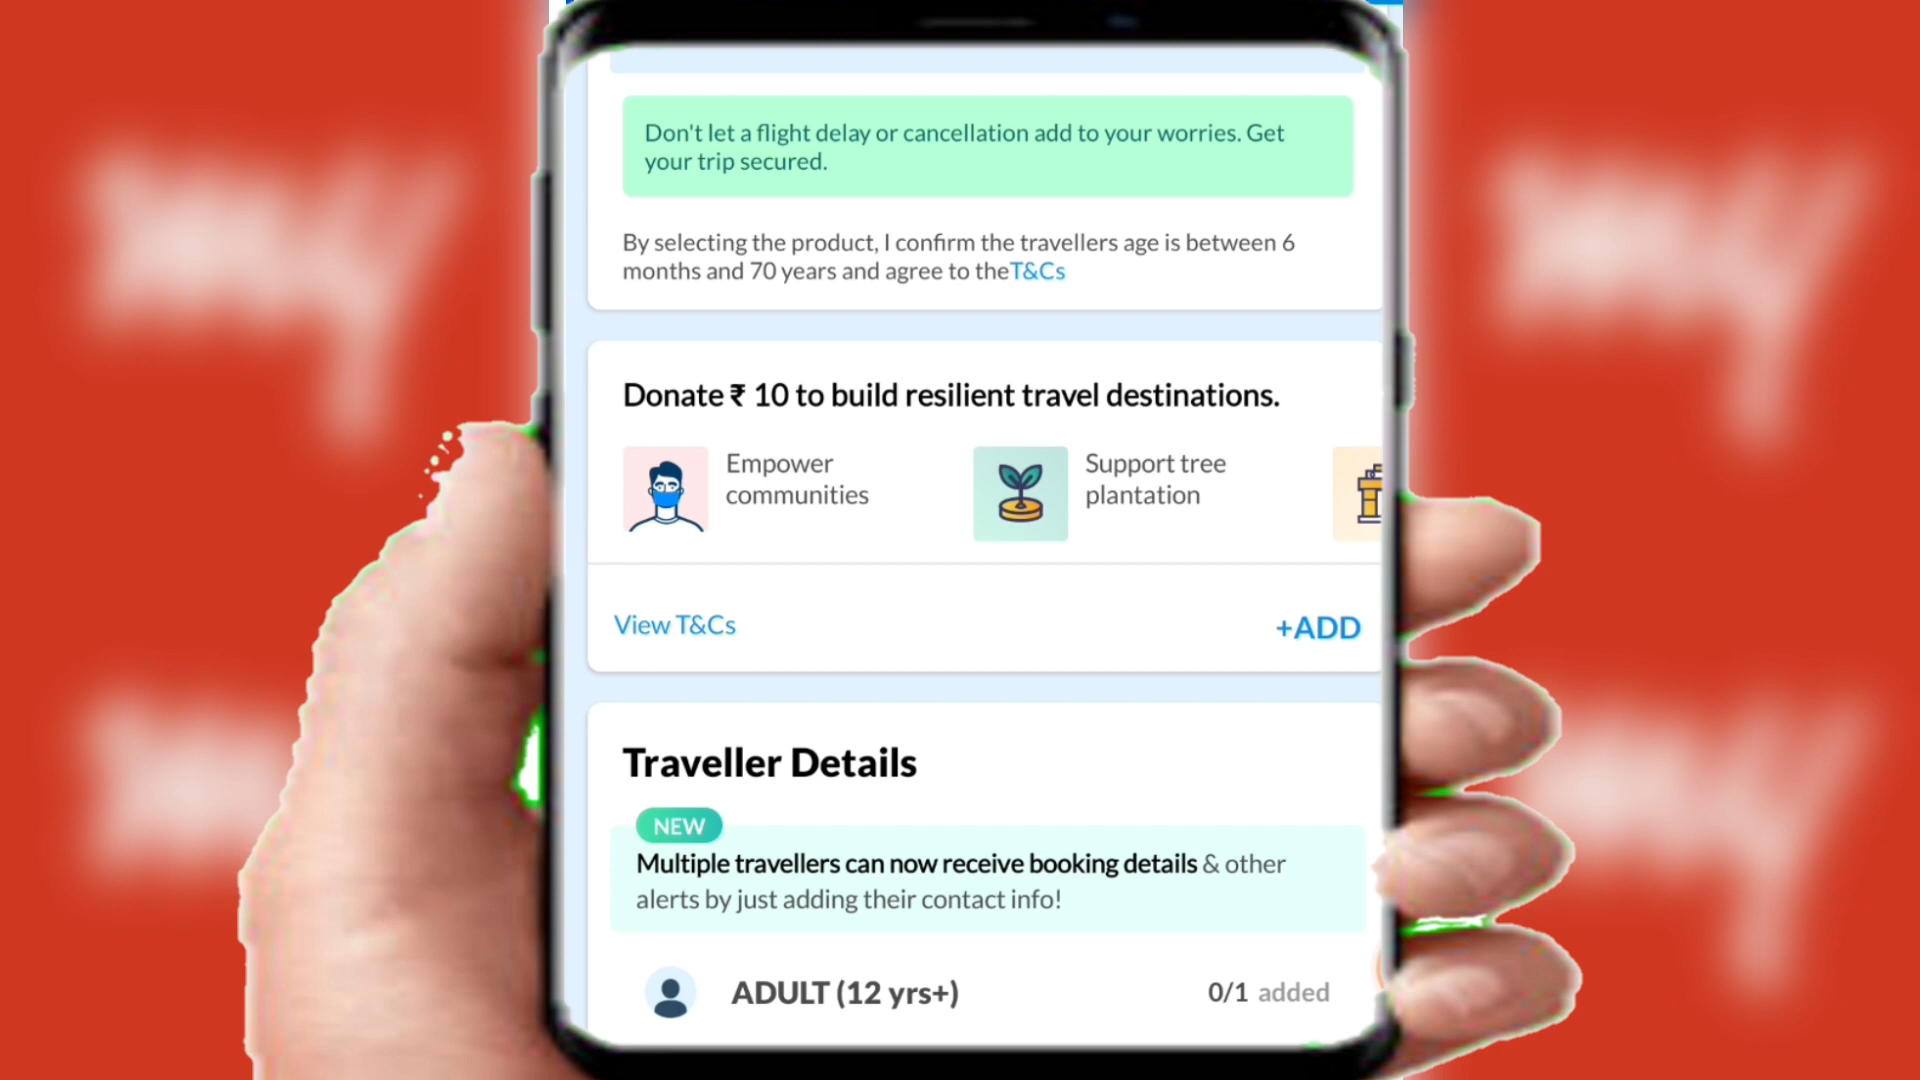 Don't let a flight delay or cancellation add to your worries. Get
your trip secured.
By selecting the product, I confirm the travellers age is between 6
months and 70 years and agree to theT&Cs
Donate ₹ 10 to build resilient travel destinations.
Empower
communities
Support tree
plantation
View T&Cs
+ADD
Traveller Details
NEW
Multiple travellers can now receive booking details & other
alerts by just adding their contact info!
ADULT (12 yrs+)
0/1 added